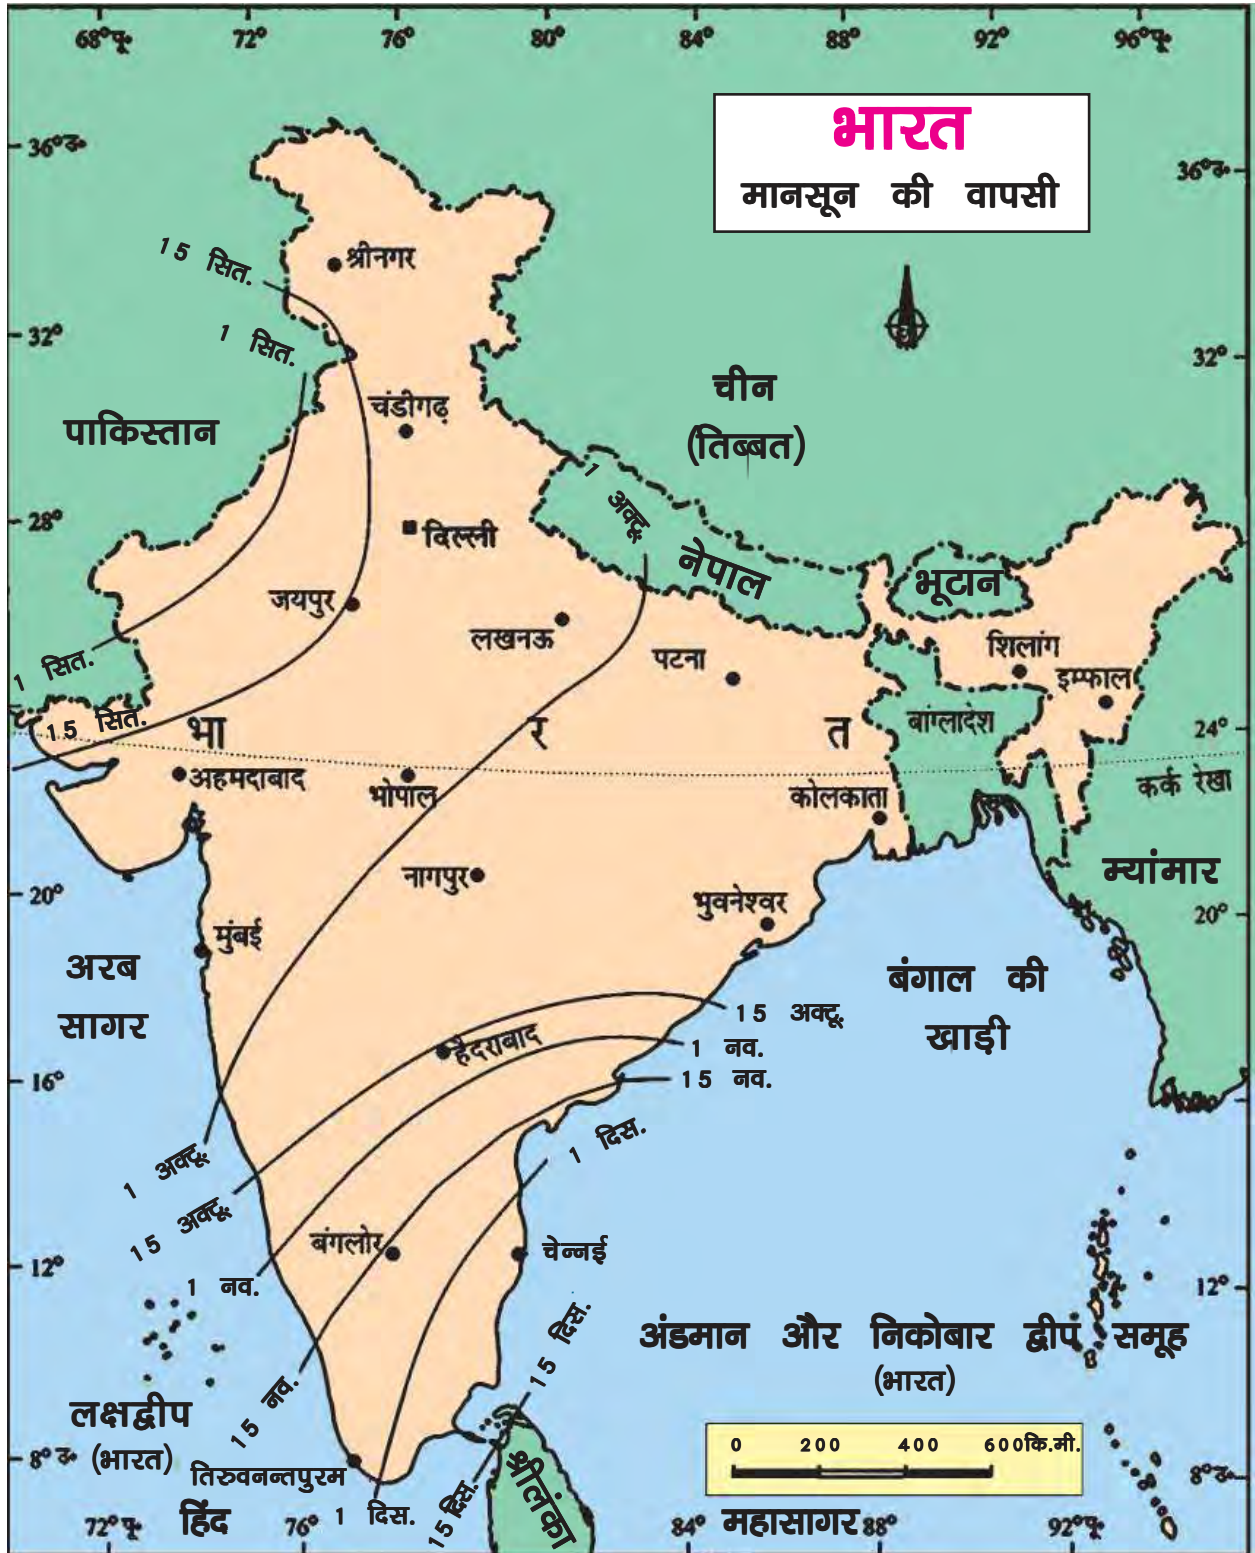 68°पू. 72° 76° 80° 84° 88° 92° 96°पू.
भारत
मानसून की वापसी
36°उ. 36°उ.
15 सित.
श्रीनगर
1 सित.
32° 32°
चीन
(तिब्बत)
चंडीगढ़
पाकिस्तान
1 अक्टू.
28°
दिल्ली
नेपाल
भूटान
जयपुर
लखनऊ
पटना
शिलांग
इम्फाल
1 सित.
15 सित.
भा र त
बांग्लादेश
24°
अहमदाबाद
भोपाल
कोलकाता
कर्क रेखा
म्यांमार
नागपुर
20° 20°
भुवनेश्वर
मुंबई
अरब
सागर
बंगाल की
खाड़ी
15 अक्टू.
हैदराबाद
1 नव.
15 नव.
16°
1 दिस.
1 अक्टू.
15 अक्टू.
बंगलोर
चेन्नई
12° 12°
1 नव.
15 दिस.
अंडमान और निकोबार द्वीप समूह
(भारत)
15 नव.
लक्षद्वीप
(भारत)
0 200 400 600कि.मी.
8°उ. 8°उ.
तिरुवनन्तपुरम
श्रीलंका
हिंद
1 दिस.
15 दिस.
महासागर
72°पू. 76° 84° 88° 92°पू.